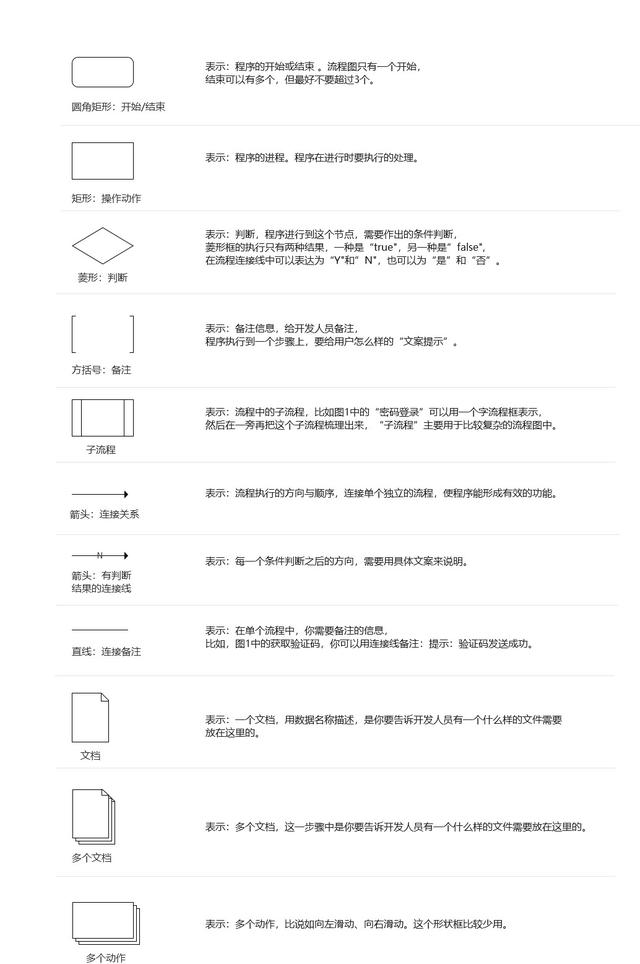 表示：程序的开始或结束 。流程图只有一个开始，
结束可以有多个，但最好不要超过3个。
圆角矩形：开始/结束
表示：程序的进程。程序在进行时要执行的处理。
矩形：操作动作
表示：判断，程序进行到这个节点，需要作出的条件判断，
菱形框的执行只有两种结果，一种是“true"，另一种是”false"，
在流程连接线中可以表达为“Y"和”N"，也可以为“是”和“否”。
菱形：判断
表示：备注信息，给开发人员备注，
程序执行到一个步骤上，要给用户怎么样的“文案提示”。
方括号：备注
表示：流程中的子流程，比如图1中的“密码登录”可以用一个字流程框表示，
然后在一旁再把这个子流程梳理出来，“子流程”主要用于比较复杂的流程图中。
子流程
表示：流程执行的方向与顺序，连接单个独立的流程，使程序能形成有效的功能。
箭头：连接关系
N
表示：每一个条件判断之后的方向，需要用具体文案来说明。
箭头：有判断
结果的连接线
表示：在单个流程中，你需要备注的信息，
比如，图1中的获取验证码，你可以用连接线备注：提示：验证码发送成功。
直线：连接备注
表示：一个文档，用数据名称描述，是你要告诉开发人员有一个什么样的文件需要
放在这里的。
文档
表示：多个文档，这一步骤中是你要告诉开发人员有一个什么样的文件需要放在这里的。
多个文档
表示：多个动作，比说如向左滑动、向右滑动。这个形状框比较少用。
多个动作